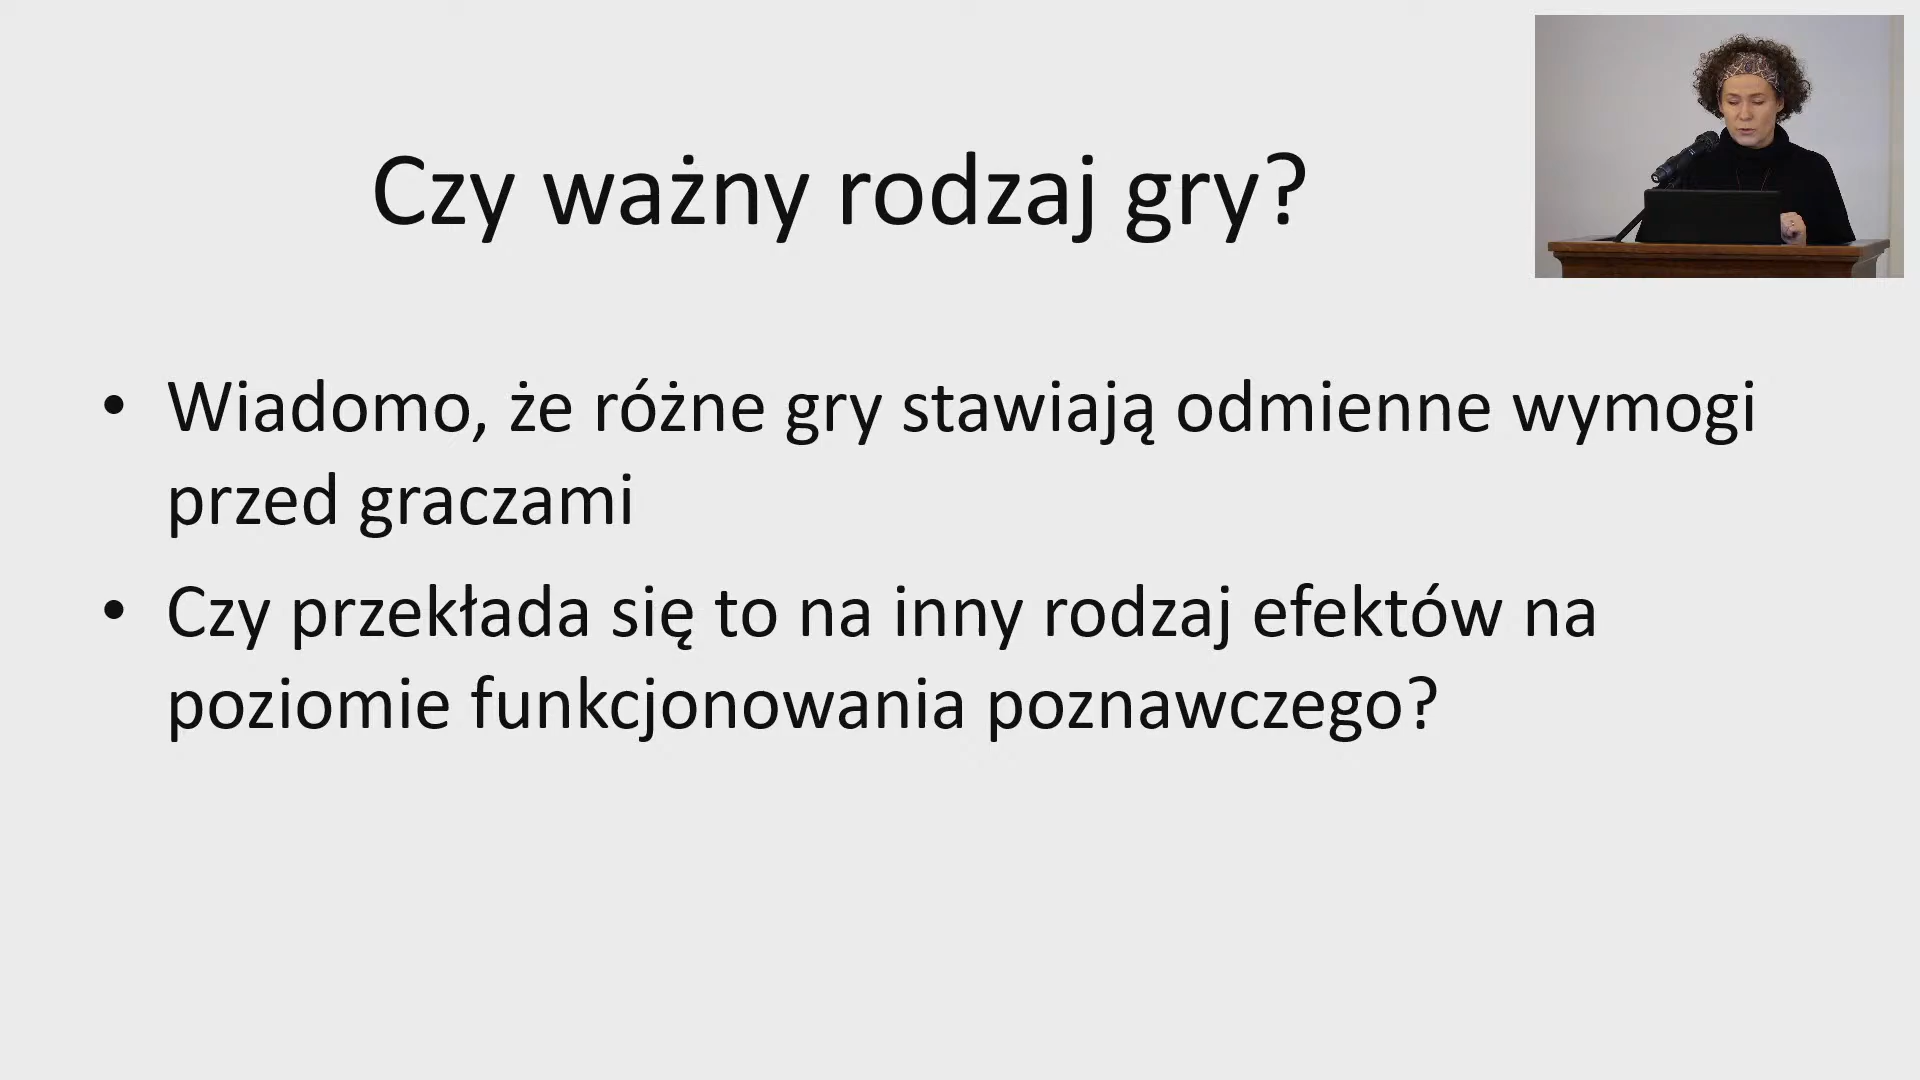 Czy ważny rodzaj gry?
• Wiadomo, że różne gry stawiają odmienne wymogi
przed graczami
• Czy przekłada się to na inny rodzaj efektów na
poziomie funkcjonowania poznawczego?